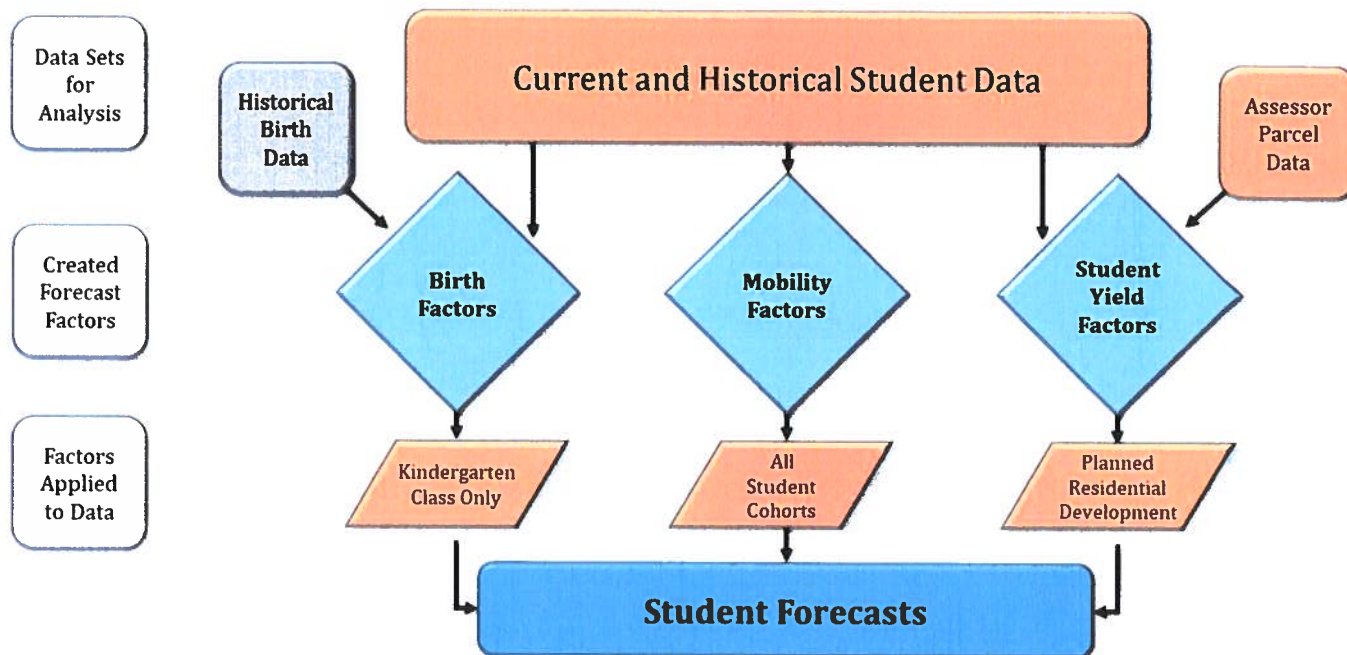 Data Sets
for
Analysis
Historical
Birth
Data
Current and Historical Student Data
Assessor
Parcel
Data
Created
Forecast
Factors
Birth
Factors
Mobility
Factors
Student
Yield
Factors
Factors
Applied
to Data
Kindergarten
Class Only
All
Student
Cohorts
Planned
Residential
Development
Student Forecasts